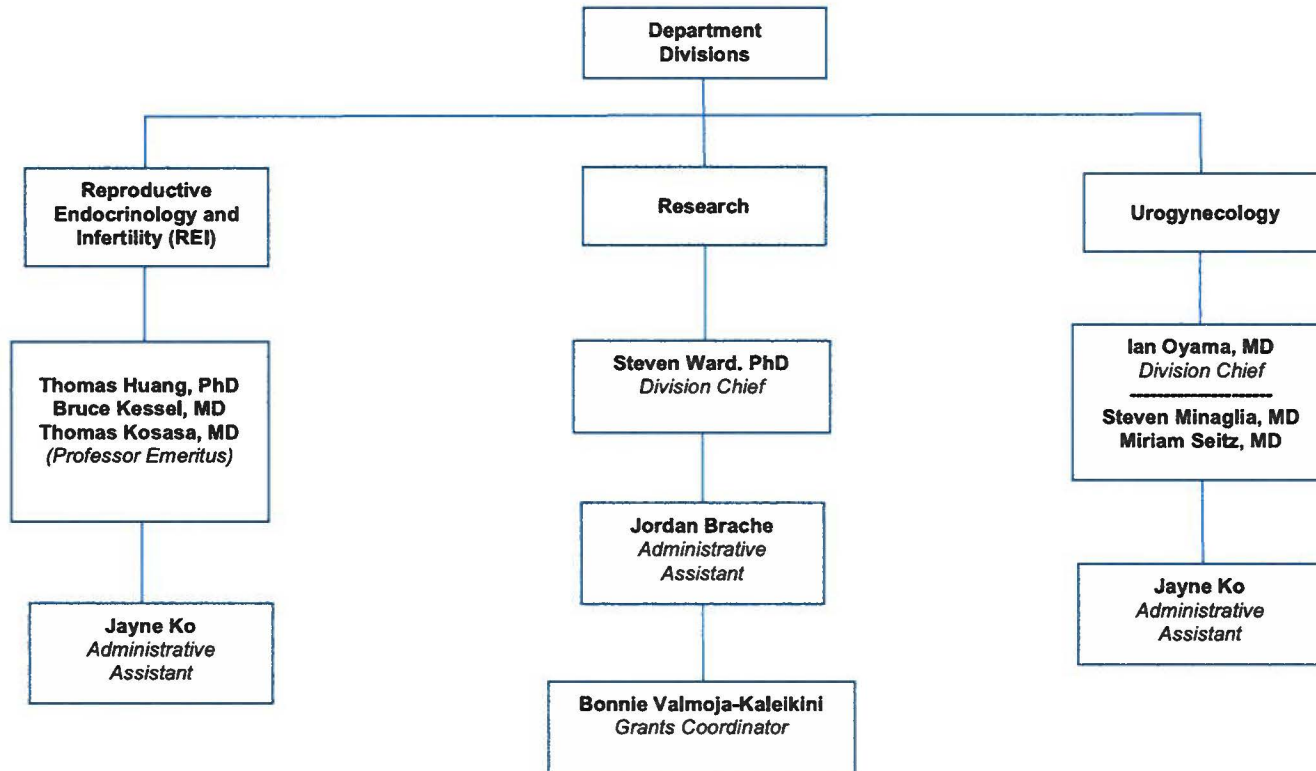 Department
Divisions
Reproductive
Endocrinology and
Infertility (REI)
Research
Urogynecology
Thomas Huang, PhD
Bruce Kessel, MD
Thomas Kosasa, MD
(Professor Emeritus)
Steven Ward. PhD
Division Chief
Ian Oyama, MD
Division Chief
--------------------
Steven Minaglia, MD
Miriam Seitz, MD
Jordan Brache
Administrative
Assistant
Jayne Ko
Administrative
Assistant
Jayne Ko
Administrative
Assistant
Bonnie Valmoja-Kaleikini
Grants Coordinator